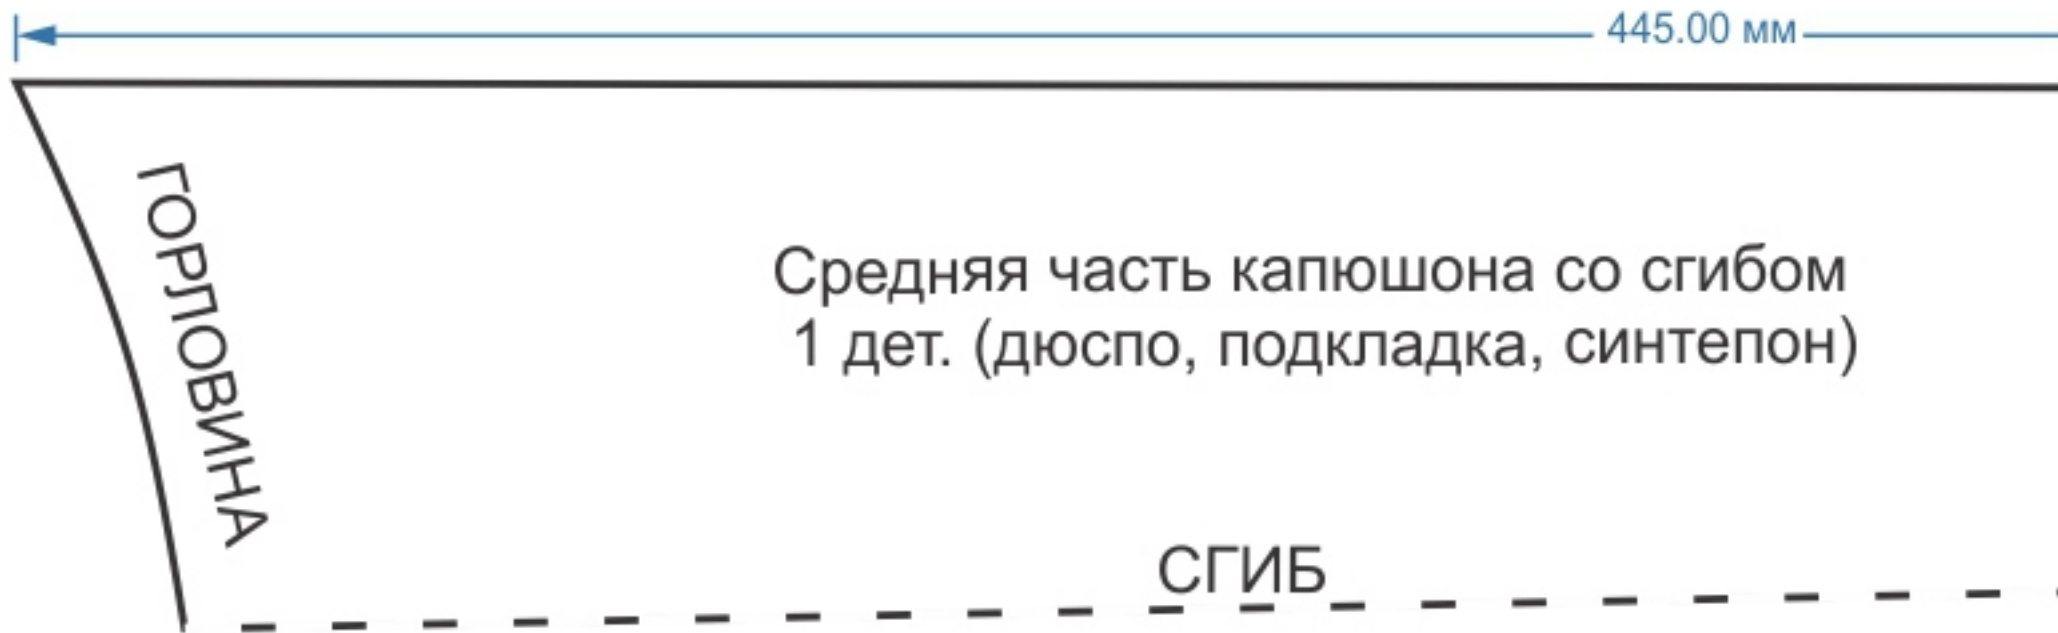 445.00 мм
ГОРЛОВИНА
Средняя часть капюшона со сгибом
1 дет. (дюспо, подкладка, синтепон)
СГИБ